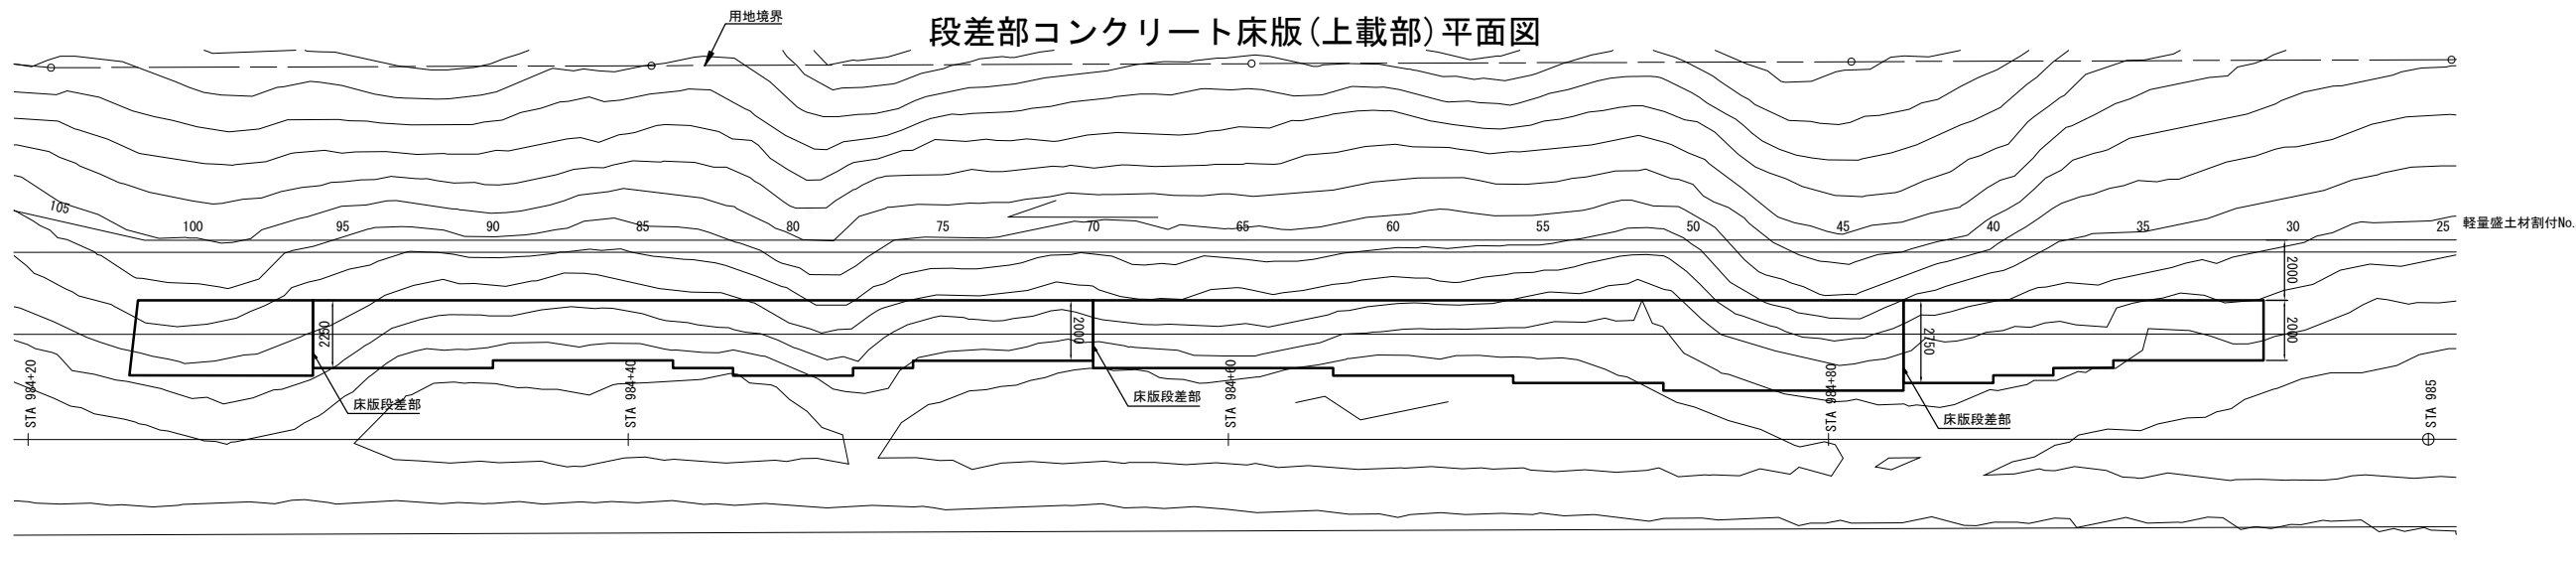 用地境界
段差部コンクリート床版(上載部)平面図
105
100
95
90
85
80
75
70
65
60
55
50
45
40
35
30
25
軽量盛土材割付No.
2000
2250
2000
2750
2000
STA 984+20
STA 984+40
STA 984+60
STA 984+80
STA 985
床版段差部
床版段差部
床版段差部